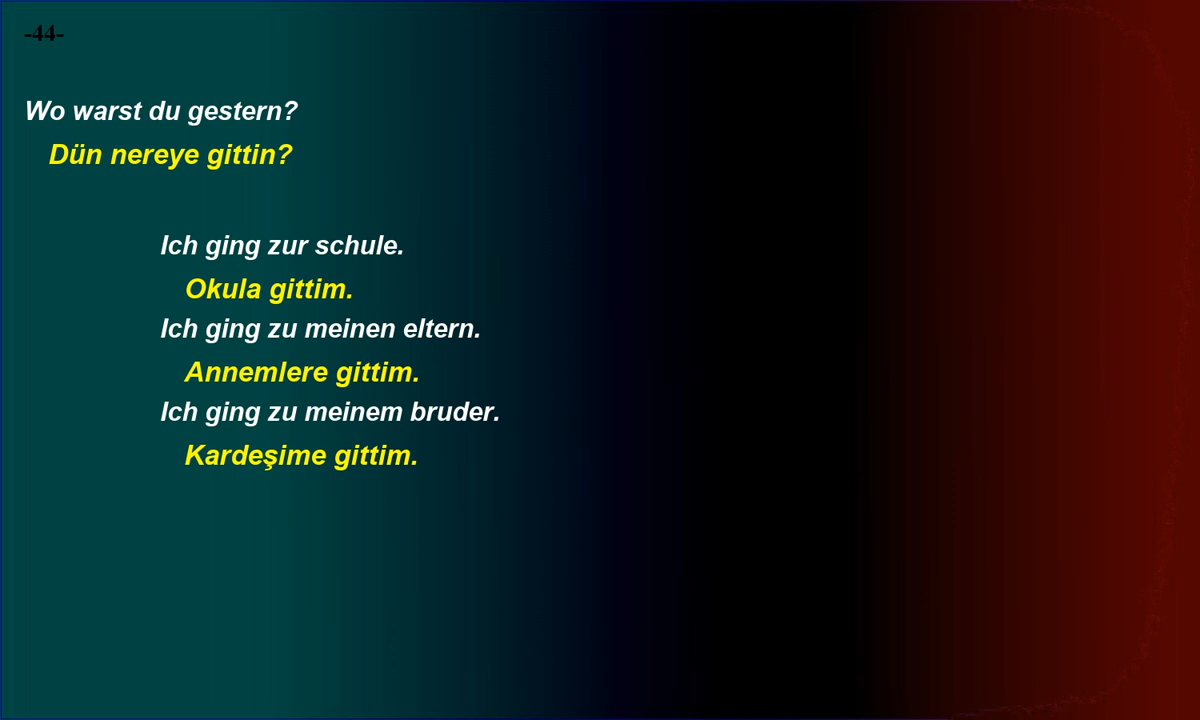 -44-
Wo warst du gestern?
Dün nereye gittin?
Ich ging zur schule.
Okula gittim.
Ich ging zu meinen eltern.
Annemlere gittim.
Ich ging zu meinem bruder.
Kardeşime gittim.